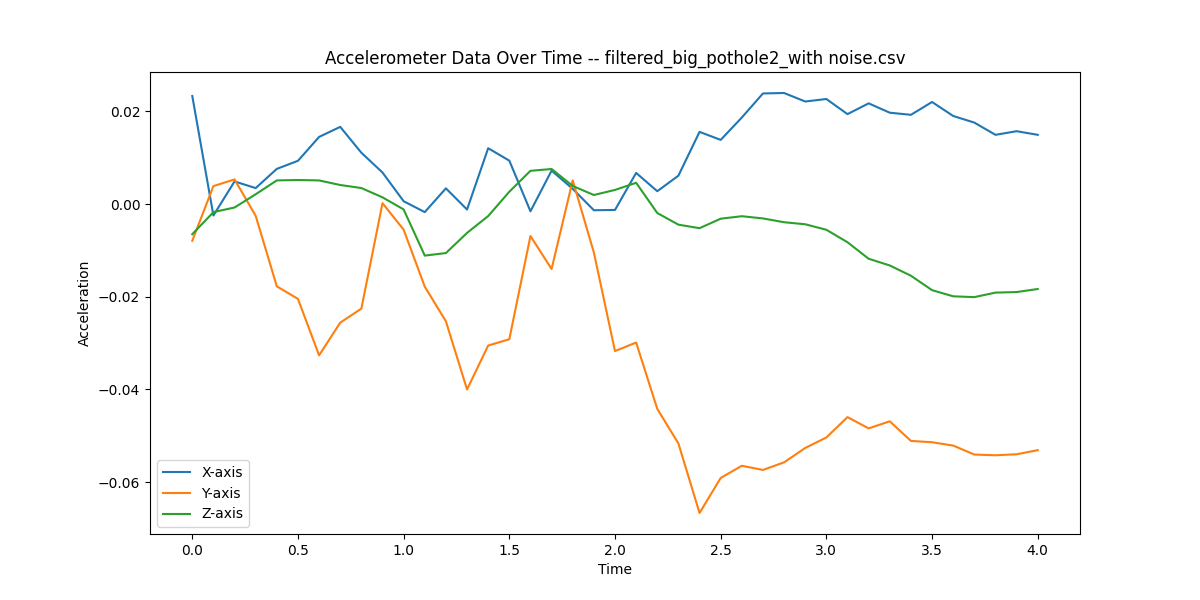 Accelerometer Data Over Time -- filtered_big_pothole2_with noise.csv
Acceleration
0.02
0.00
−0.02
−0.04
−0.06
X-axis
Y-axis
Z-axis
0.0 0.5 1.0 1.5 2.0 2.5 3.0 3.5 4.0
Time